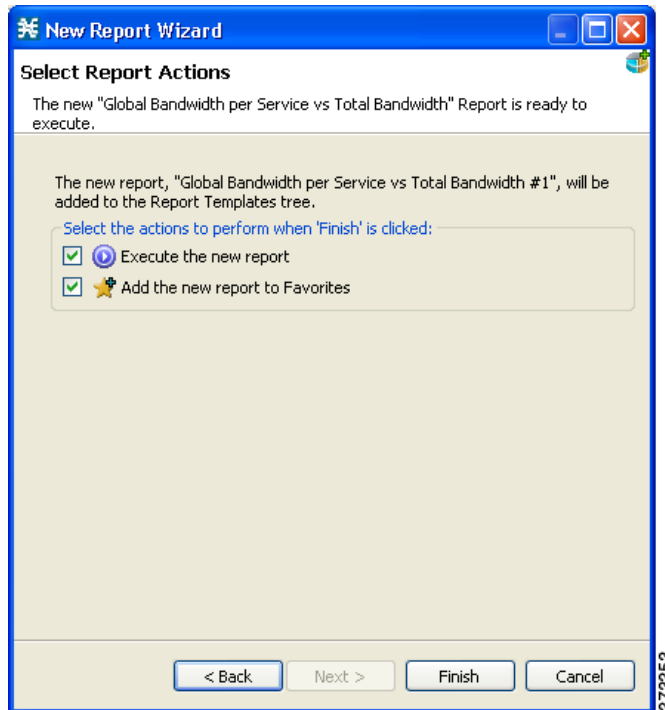 New Report Wizard
Select Report Actions
The new "Global Bandwidth per Service vs Total Bandwidth" Report is ready to
execute.
The new report, "Global Bandwidth per Service vs Total Bandwidth #1", will be
added to the Report Templates tree.
Select the actions to perform when 'Finish' is clicked:
Execute the new report
Add the new report to Favorites
< Back
Next >
Finish
Cancel